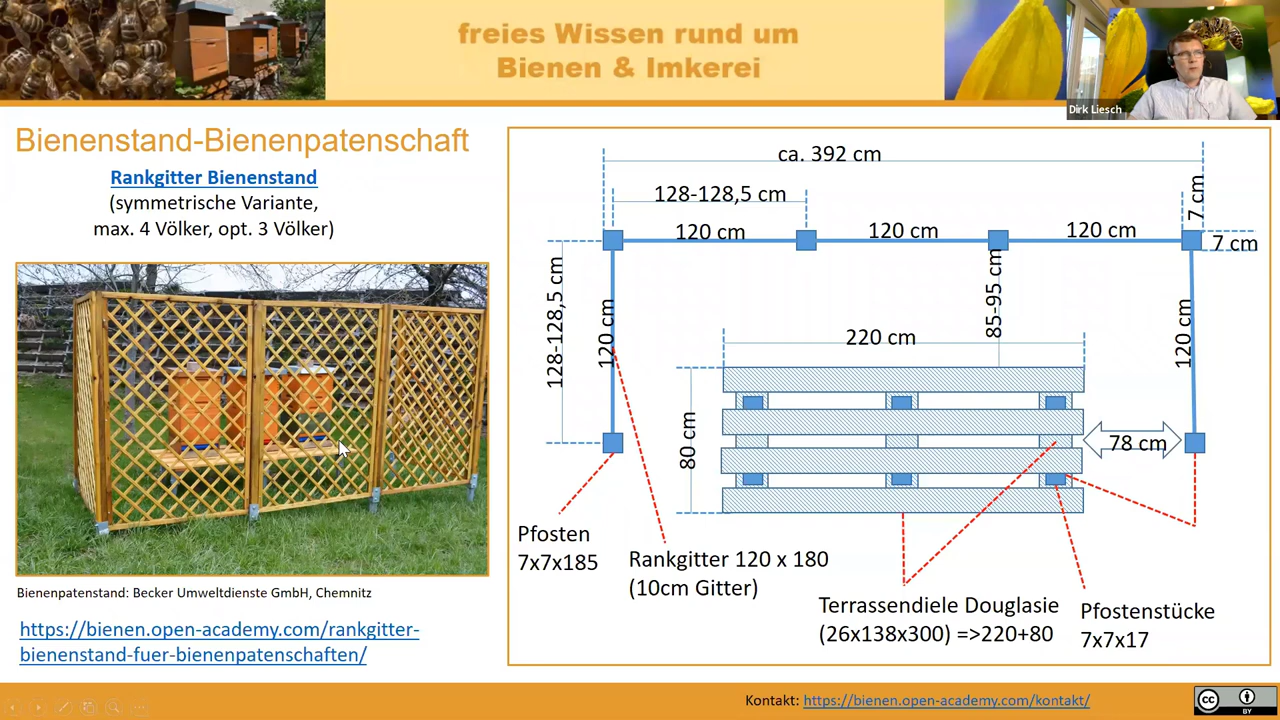 freies Wissen rund um
Bienen & Imkerei
Dirk Liesch
Bienenstand-Bienenpatenschaft
Rankgitter Bienenstand
(symmetrische Variante,
max. 4 Völker, opt. 3 Völker)
Bienenpatenstand: Becker Umweltdienste GmbH, Chemnitz
https://bienen.open-academy.com/rankgitter-
bienenstand-fuer-bienenpatenschaften/
ca. 392 cm
128-128,5 cm
7 cm
120 cm
120 cm
120 cm
7 cm
128-128,5 cm
120 cm
85-95 cm
120 cm
220 cm
80 cm
78 cm
Pfosten
7x7x185
Rankgitter 120 x 180
(10cm Gitter)
Terrassendiele Douglasie
(26x138x300) =>220+80
Pfostenstücke
7x7x17
Kontakt: https://bienen.open-academy.com/kontakt/
CC
BY